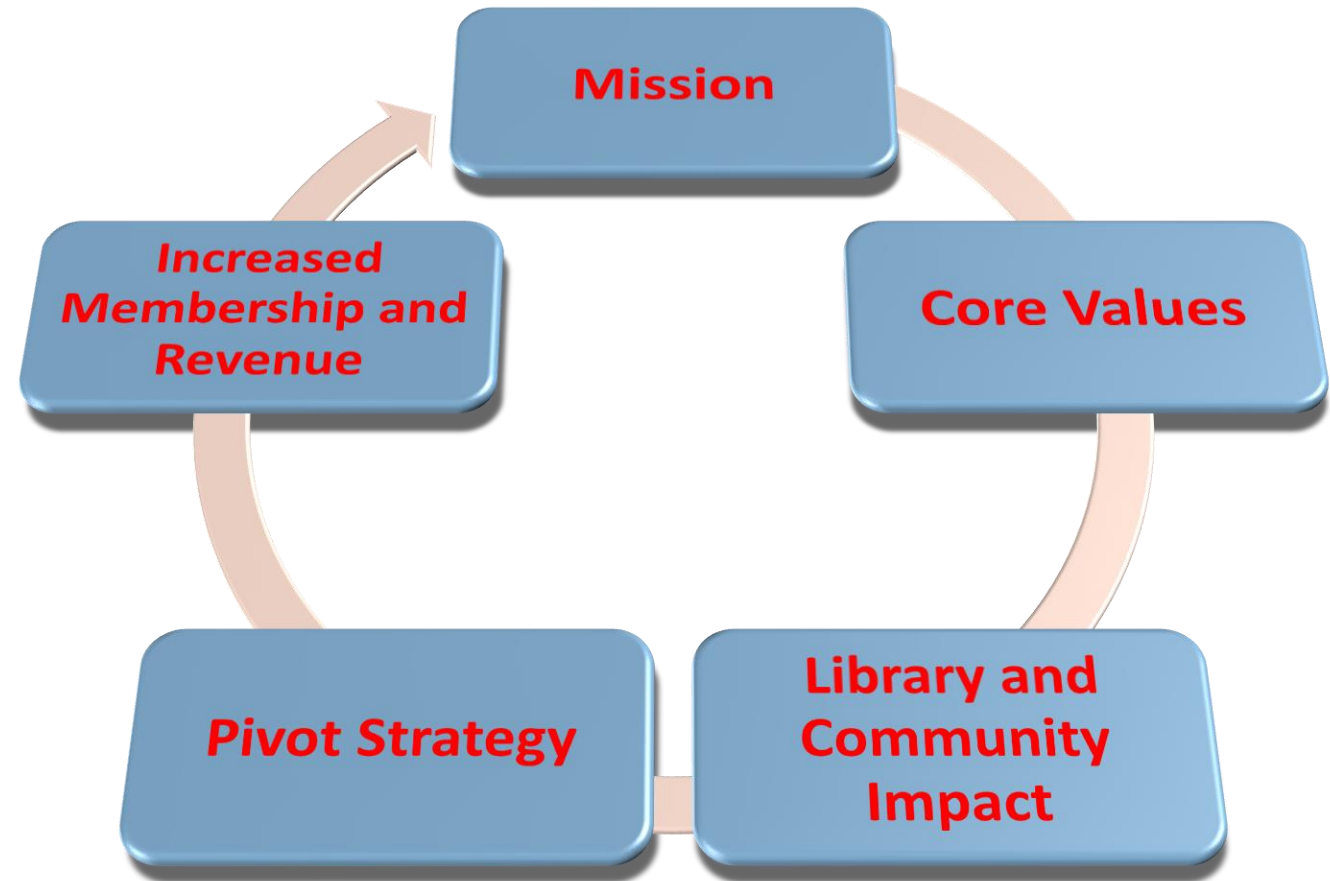 Mission
Core Values
Library and
Community
Impact
Pivot Strategy
Increased
Membership and
Revenue